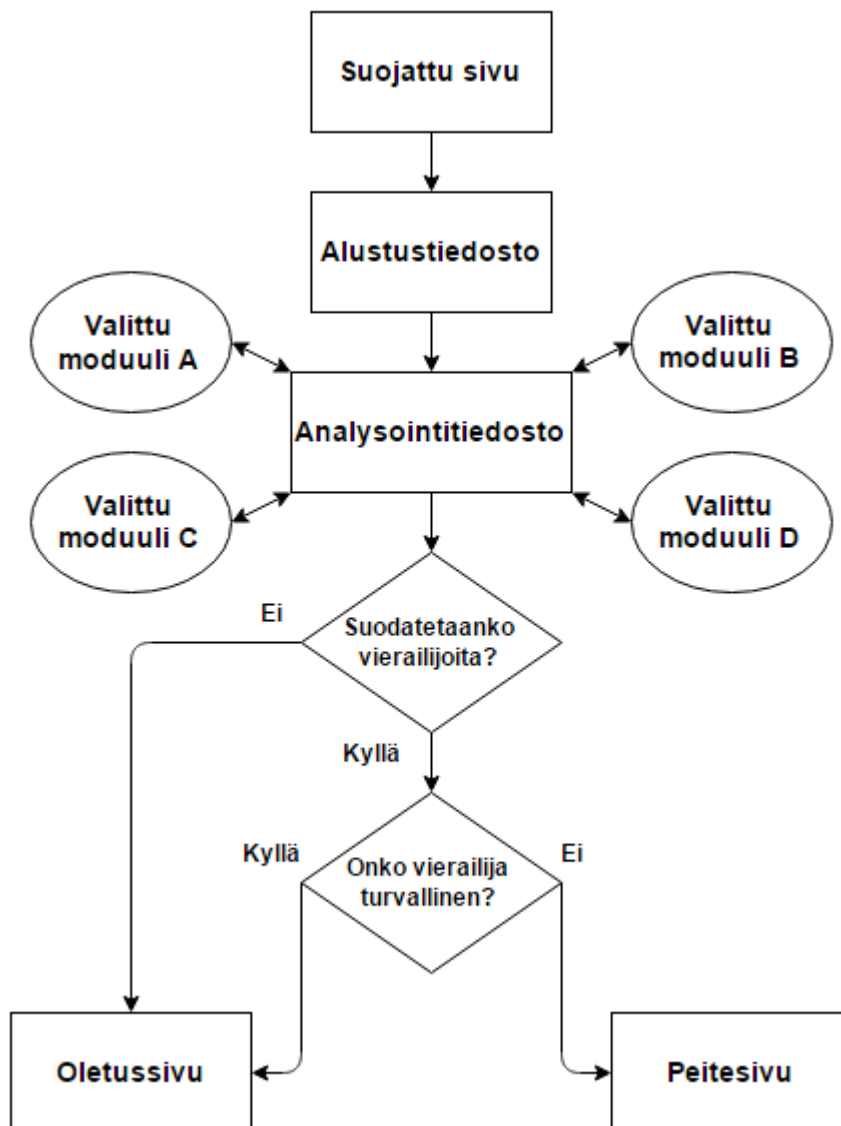 Suojattu sivu
Alustustiedosto
Valittu
moduuli A
Valittu
moduuli B
Analysointitiedosto
Valittu
moduuli C
Valittu
moduuli D
Ei
Suodatetaanko
vierailijoita?
Kyllä
Kyllä
Onko vierailija
turvallinen?
Ei
Oletussivu
Peitesivu